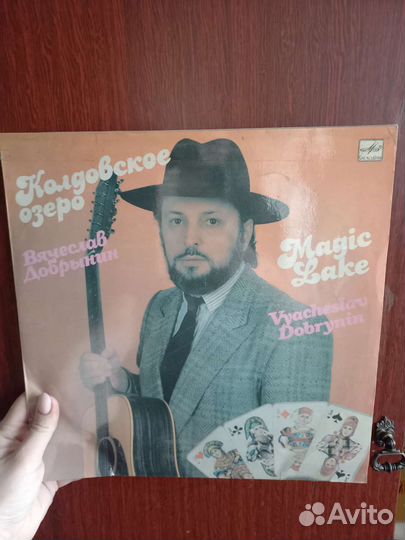 Колдовское
озеро
Вячеслав
Добрынин
Magic
Lake
Vyacheslav
Dobrynin
Avito